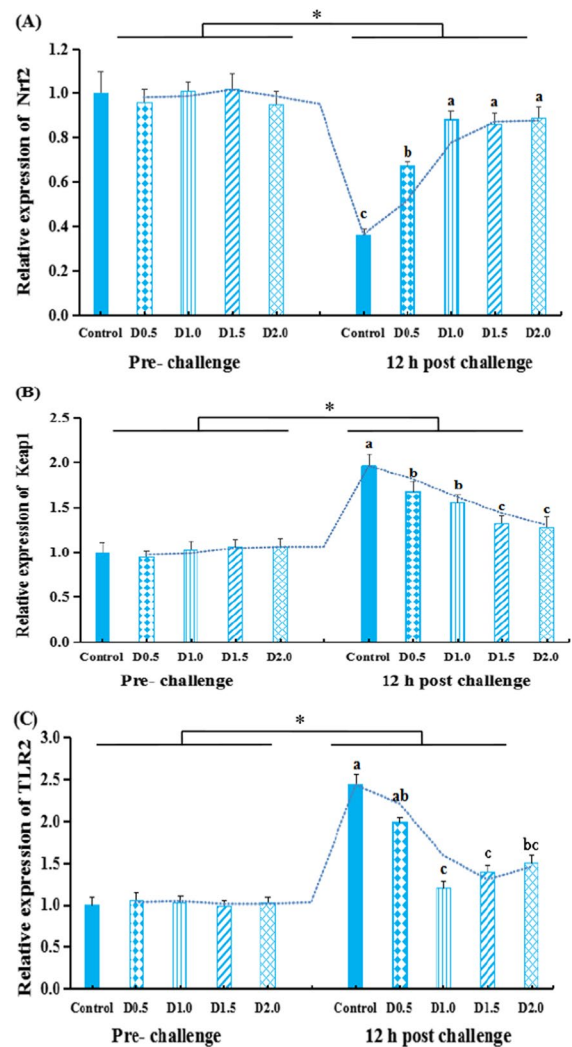 (A)
*
1.2
1.0
0.8
0.6
0.4
0.2
0.0
Relative expression of Nrf2
c
b
a
a
a
Control D0.5 D1.0 D1.5 D2.0 Control D0.5 D1.0 D1.5 D2.0
Pre- challenge 12 h post challenge
(B)
*
2.5
2.0
1.5
1.0
0.5
0.0
Relative expression of Keap1
a
b
b
c
c
Control D0.5 D1.0 D1.5 D2.0 Control D0.5 D1.0 D1.5 D2.0
Pre- challenge 12 h post challenge
(C)
*
3.0
2.5
2.0
1.5
1.0
0.5
0.0
Relative expression of TLR2
a
ab
c
c
bc
Control D0.5 D1.0 D1.5 D2.0 Control D0.5 D1.0 D1.5 D2.0
Pre- challenge 12 h post challenge